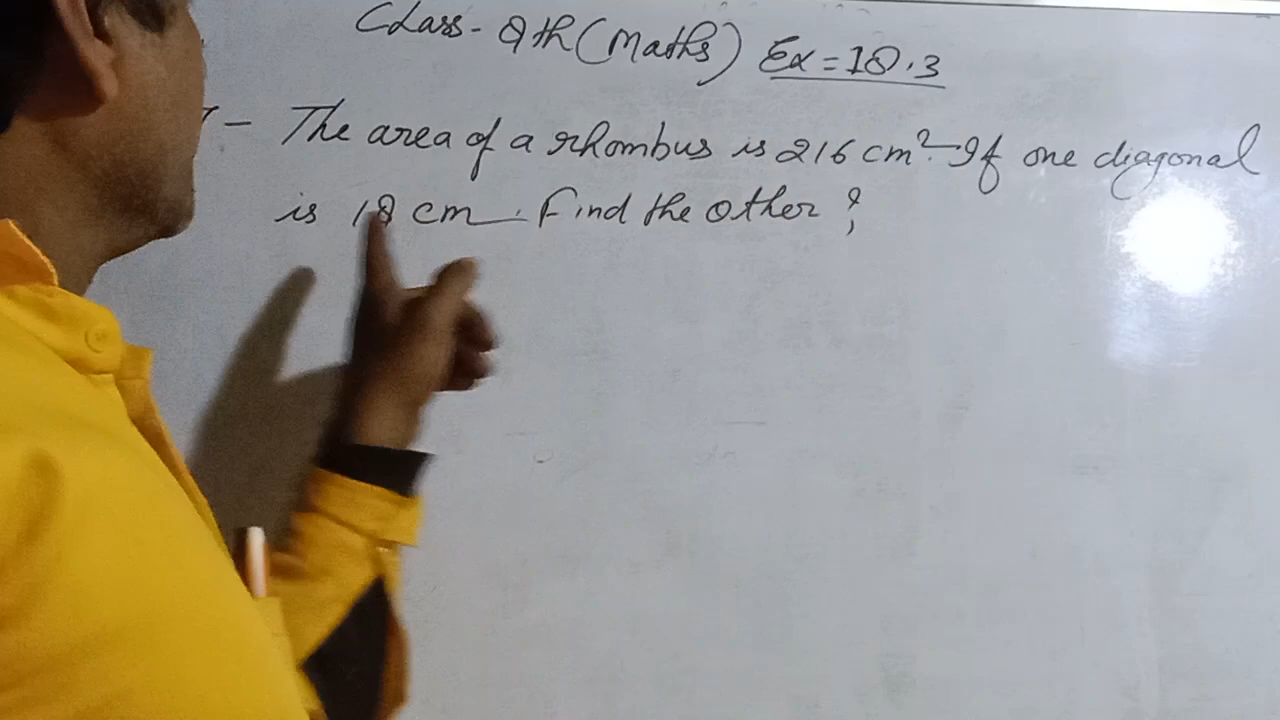 Class - 8th (Maths) Ex = 18.3
- The area of a rhombus is 216 cm². If one diagonal
is 18 cm. Find the other ?